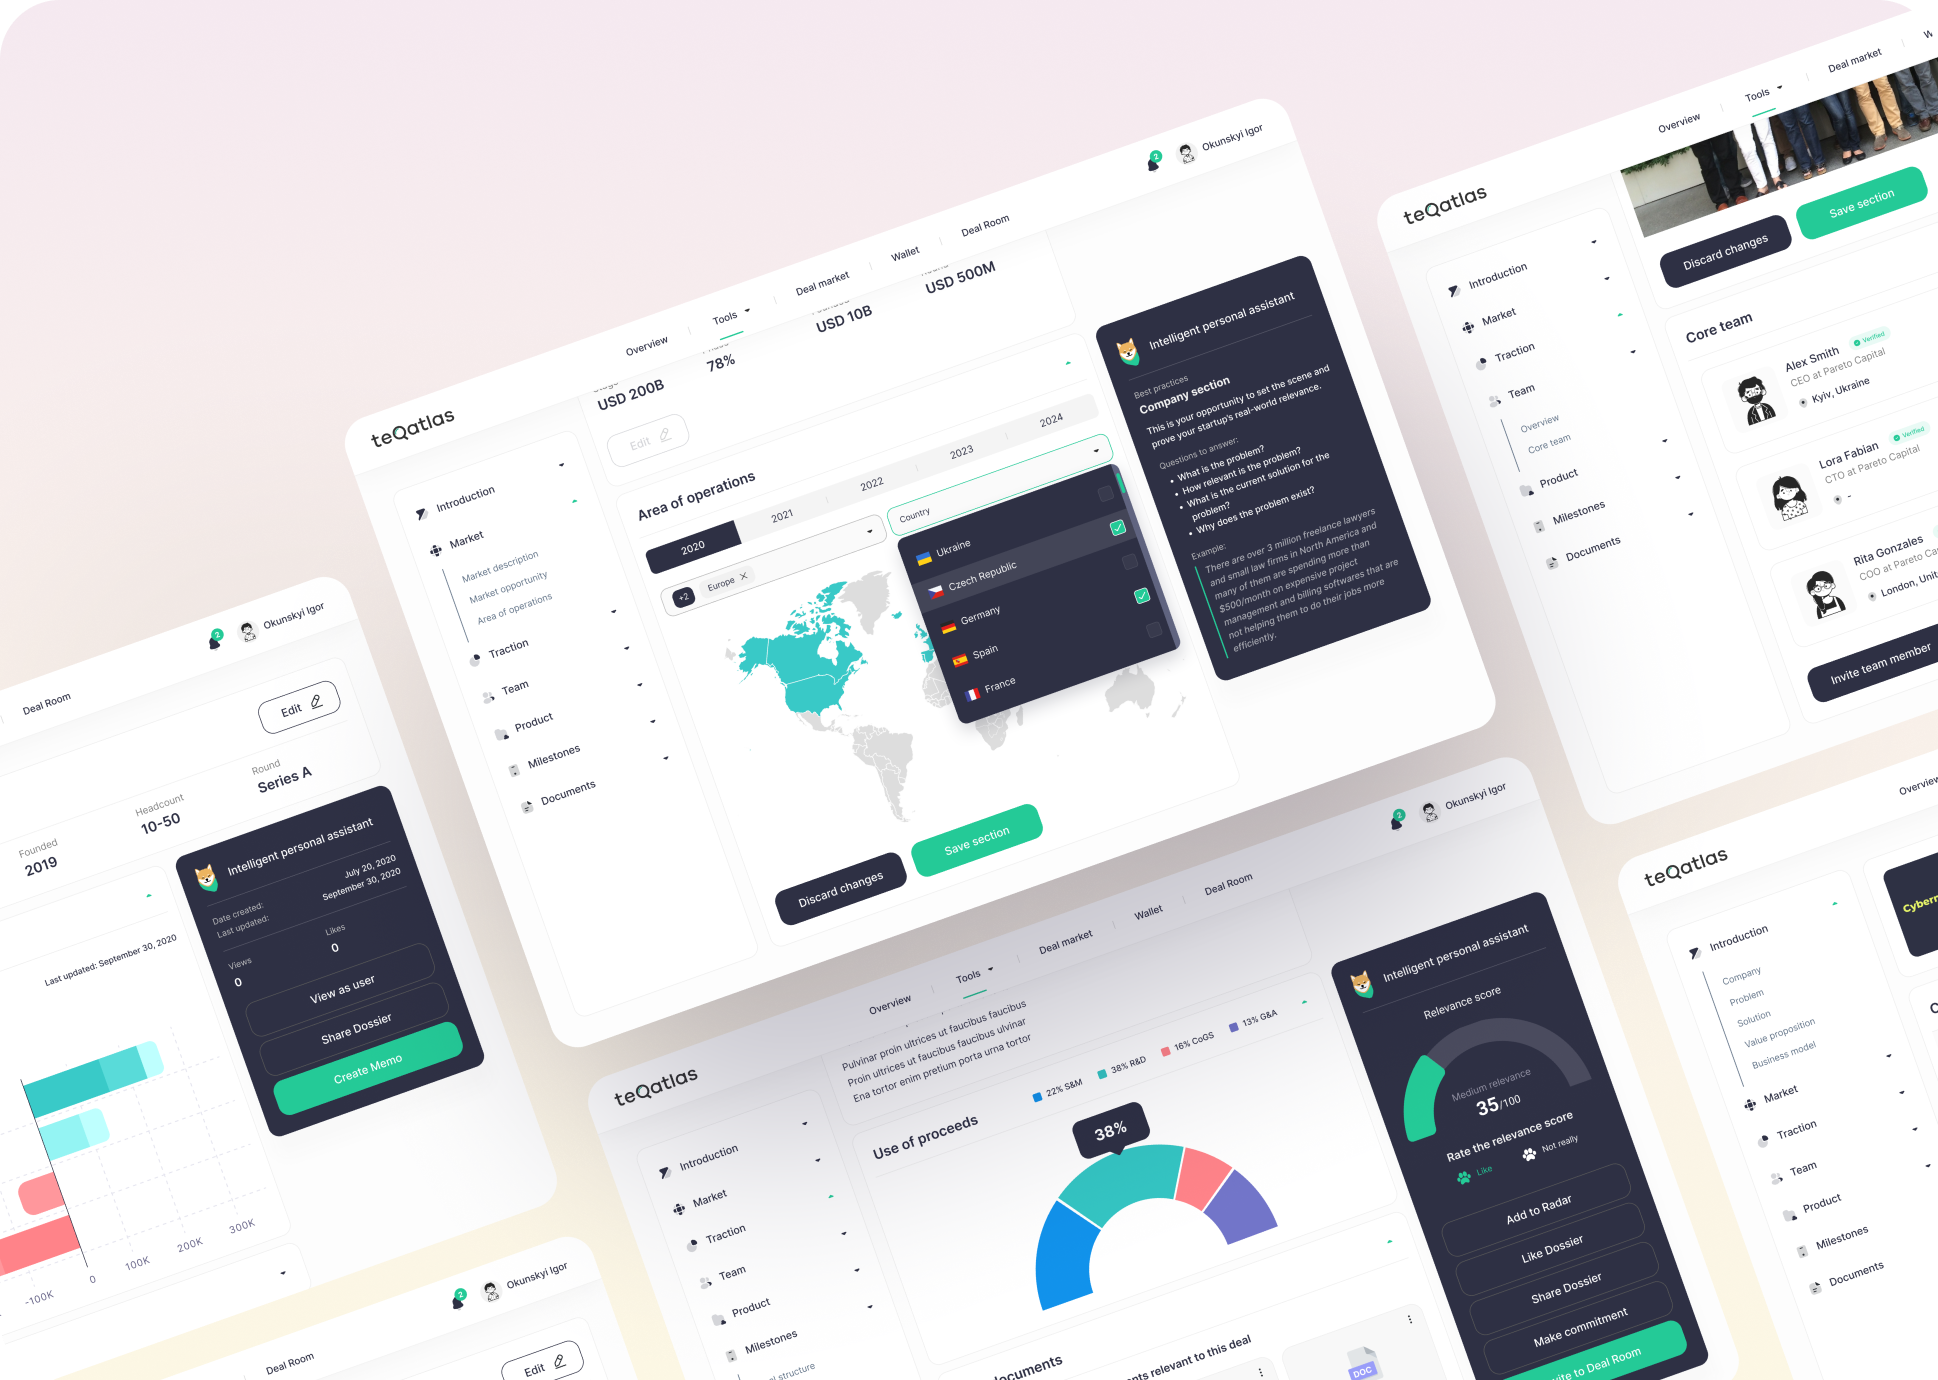 teQatlas
Overview
Tools
Deal market
Wallet
Deal Room
2
Okunskyi Igor
Introduction
Market
Market description
Market opportunity
Area of operations
Traction
Team
Product
Milestones
Documents
USD 200B
78%
USD 10B
USD 500M
Edit
Area of operations
2020
2021
2022
2023
2024
+2
Europe
Country
Ukraine
Czech Republic
Germany
Spain
France
Discard changes
Save section
Intelligent personal assistant
Best practices
Company section
This is your opportunity to set the scene and
prove your startup's real-world relevance.
Questions to answer:
• What is the problem?
• How relevant is the problem?
• What is the current solution for the
problem?
• Why does the problem exist?
Example:
There are over 3 million freelance lawyers
and small law firms in North America and
many of them are spending more than
$500/month on expensive project
management and billing softwares that are
not helping them to do their jobs more
efficiently.
teQatlas
Overview
Tools
Deal market
W
Introduction
Market
Traction
Team
Overview
Core team
Product
Milestones
Documents
Discard changes
Save section
Core team
Alex Smith
Verified
CEO at Pareto Capital
Kyiv, Ukraine
Lora Fabian
Verified
CTO at Pareto Capital
-
Rita Gonzales
COO at Pareto Ca
London, Unit
Invite team member
Deal Room
2
Okunskyi Igor
Edit
Founded
2019
Headcount
10-50
Round
Series A
Last updated: September 30, 2020
-100K
0
100K
200K
300K
Intelligent personal assistant
Date created:
July 20, 2020
Last updated:
September 30, 2020
Views
0
Likes
0
View as user
Share Dossier
Create Memo
Deal Room
2
Okunskyi Igor
Edit
teQatlas
Overview
Tools
Deal market
Wallet
Deal Room
2
Okunskyi Igor
Introduction
Market
Traction
Team
Product
Milestones
al structure
Pulvinar proin ultrices ut faucibus faucibus
Proin ultrices ut faucibus faucibus ulvinar
Ena tortor enim pretium porta urna tortor
Use of proceeds
22% S&M
38% R&D
16% CoGS
13% G&A
38%
ocuments
nts relevant to this deal
DOC
Intelligent personal assistant
Relevance score
Medium relevance
35/100
Rate the relevance score
Like
Not really
Add to Radar
Like Dossier
Share Dossier
Make commitment
vite to Deal Room
teQatlas
Overview
Introduction
Company
Problem
Solution
Value proposition
Business model
Market
Traction
Team
Product
Milestones
Documents
Cybern